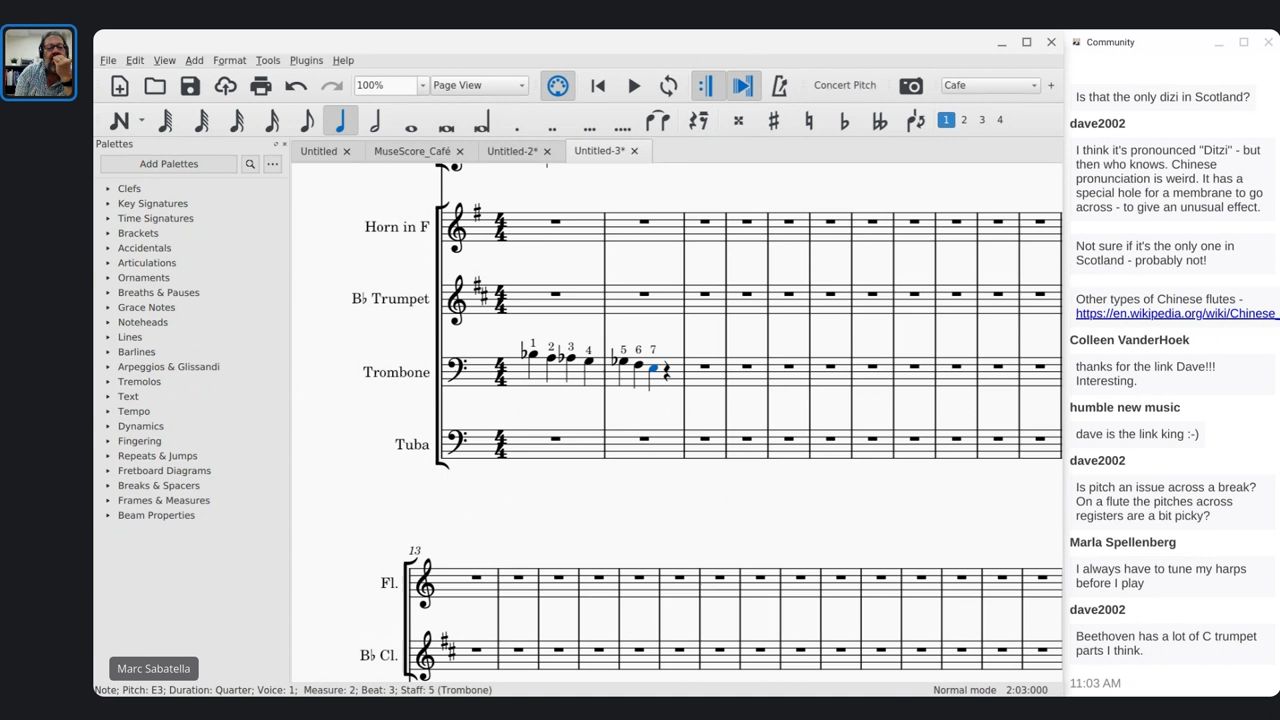 Community
File Edit View Add Format Tools Plugins Help
100% Page View Concert Pitch Cafe +
1 2 3 4
Palettes
Untitled MuseScore_Café Untitled-2* Untitled-3*
Add Palettes
Clefs
Key Signatures
Time Signatures
Brackets
Accidentals
Articulations
Ornaments
Breaths & Pauses
Grace Notes
Noteheads
Lines
Barlines
Arpeggios & Glissandi
Tremolos
Text
Tempo
Dynamics
Fingering
Repeats & Jumps
Fretboard Diagrams
Breaks & Spacers
Frames & Measures
Beam Properties
Horn in F
B♭ Trumpet
Trombone
1 2 3 4 5 6 7
Tuba
13
Fl.
B♭ Cl.
Marc Sabatella
Note; Pitch: E3; Duration: Quarter; Voice: 1; Measure: 2; Beat: 3; Staff: 5 (Trombone)
Normal mode 2:03:000
Is that the only dizi in Scotland?
dave2002
I think it's pronounced "Ditzi" - but
then who knows. Chinese
pronunciation is weird. It has a
special hole for a membrane to go
across - to give an unusual effect.
Not sure if it's the only one in
Scotland - probably not!
Other types of Chinese flutes -
https://en.wikipedia.org/wiki/Chinese_
Colleen VanderHoek
thanks for the link Dave!!!
Interesting.
humble new music
dave is the link king :-)
dave2002
Is pitch an issue across a break?
On a flute the pitches across
registers are a bit picky?
Marla Spellenberg
I always have to tune my harps
before I play
dave2002
Beethoven has a lot of C trumpet
parts I think.
11:03 AM